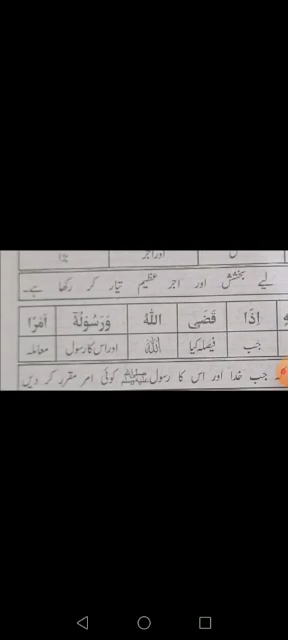 اور اجر بڑا
لیے بخشش اور اجر عظیم تیار کر رکھا ہے۔
اِذَا قَضَى اللّٰهُ وَرَسُوْلُهٗۤ اَمْرًا
جب فیصلہ کیا اللہ اور اس کا رسول معاملہ
جب خدا اور اس کا رسول ﷺ کوئی امر مقرر کر دیں